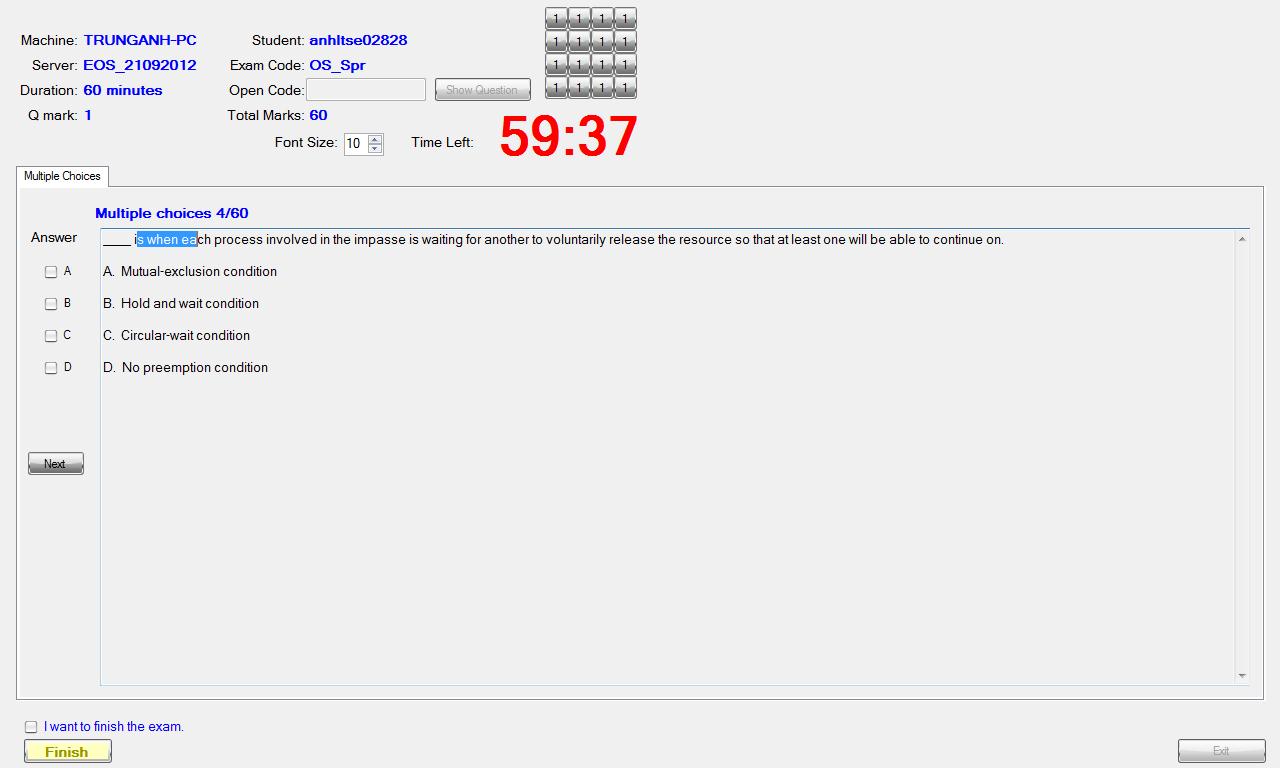 Machine: TRUNGANH-PC Student: anhltse02828
Server: EOS_21092012 Exam Code: OS_Spr
Duration: 60 minutes Open Code: Show Question
Q mark: 1 Total Marks: 60
Font Size: 10 Time Left: 59:37
1 1 1 1
1 1 1 1
1 1 1 1
1 1 1 1
Multiple Choices
Multiple choices 4/60
Answer ____ is when each process involved in the impasse is waiting for another to voluntarily release the resource so that at least one will be able to continue on.
A A. Mutual-exclusion condition
B B. Hold and wait condition
C C. Circular-wait condition
D D. No preemption condition
Next
I want to finish the exam.
Finish Exit